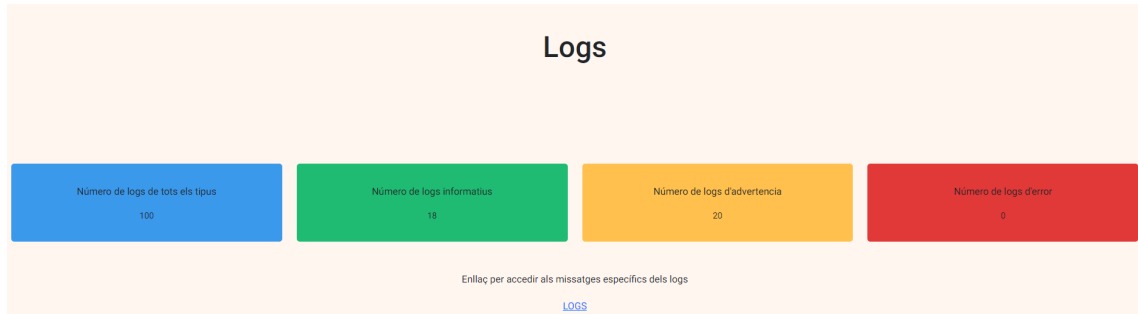 Logs
Número de logs de tots els tipus
100
Número de logs informatius
18
Número de logs d'advertencia
20
Número de logs d'error
0
Enllaç per accedir als missatges específics dels logs
LOGS